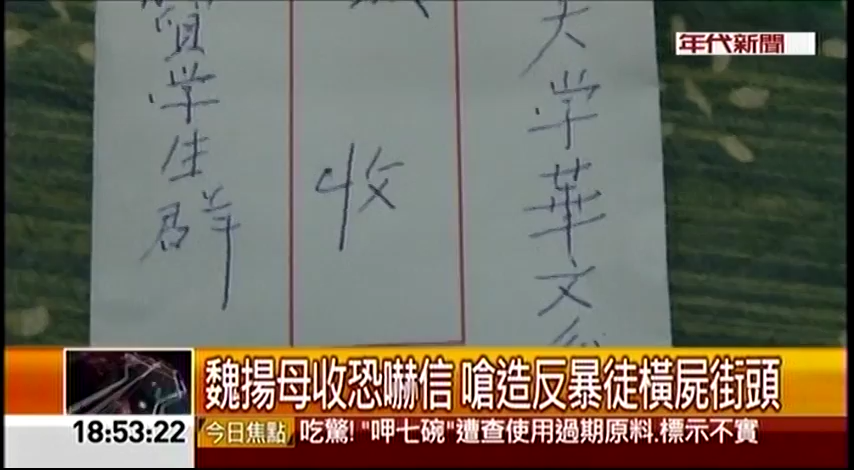 大学華文
收
学生群
年代新聞
魏揚母收恐嚇信 嗆造反暴徒橫屍街頭
18:53:22
今日焦點 吃驚! "呷七碗"遭查使用過期原料.標示不實